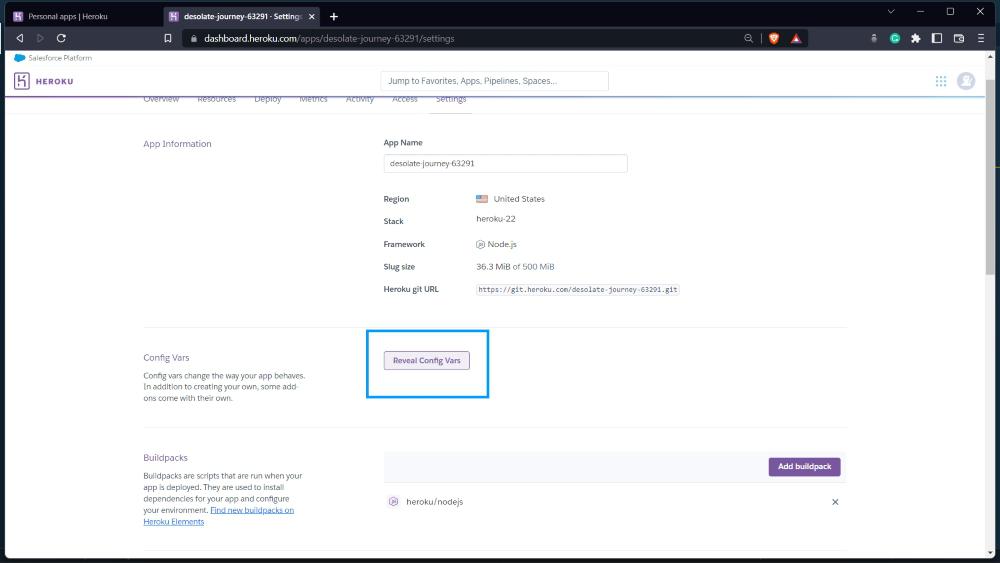 Personal apps | Heroku
desolate-journey-63291 · Settings
dashboard.heroku.com/apps/desolate-journey-63291/settings
Salesforce Platform
HEROKU
Jump to Favorites, Apps, Pipelines, Spaces...
Overview Resources Deploy Metrics Activity Access Settings
App Information
App Name
desolate-journey-63291
Region United States
Stack heroku-22
Framework Node.js
Slug size 36.3 MiB of 500 MiB
Heroku git URL https://git.heroku.com/desolate-journey-63291.git
Config Vars
Config vars change the way your app behaves.
In addition to creating your own, some add-
ons come with their own.
Reveal Config Vars
Buildpacks
Buildpacks are scripts that are run when your
app is deployed. They are used to install
dependencies for your app and configure
your environment. Find new buildpacks on
Heroku Elements
Add buildpack
heroku/nodejs